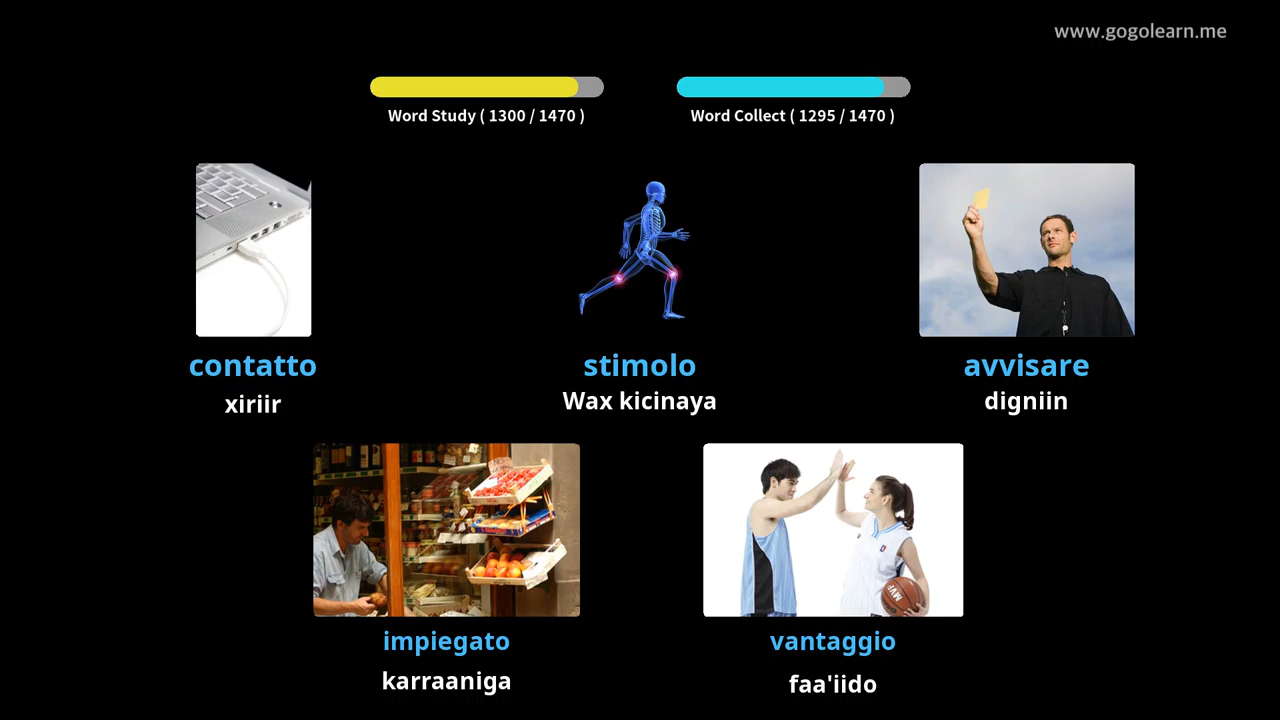 www.gogolearn.me
Word Study ( 1300 / 1470 )
Word Collect ( 1295 / 1470 )
contatto
xiriir
stimolo
Wax kicinaya
avvisare
digniin
MVP
impiegato
karraaniga
vantaggio
faa'iido